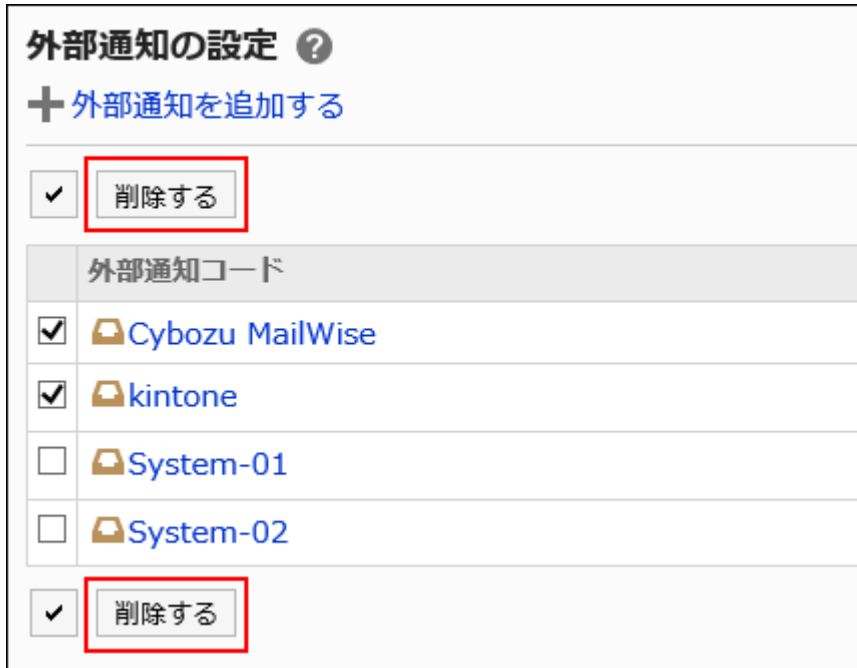 外部通知の設定 ?
外部通知を追加する
削除する
外部通知コード
Cybozu MailWise
kintone
System-01
System-02
削除する